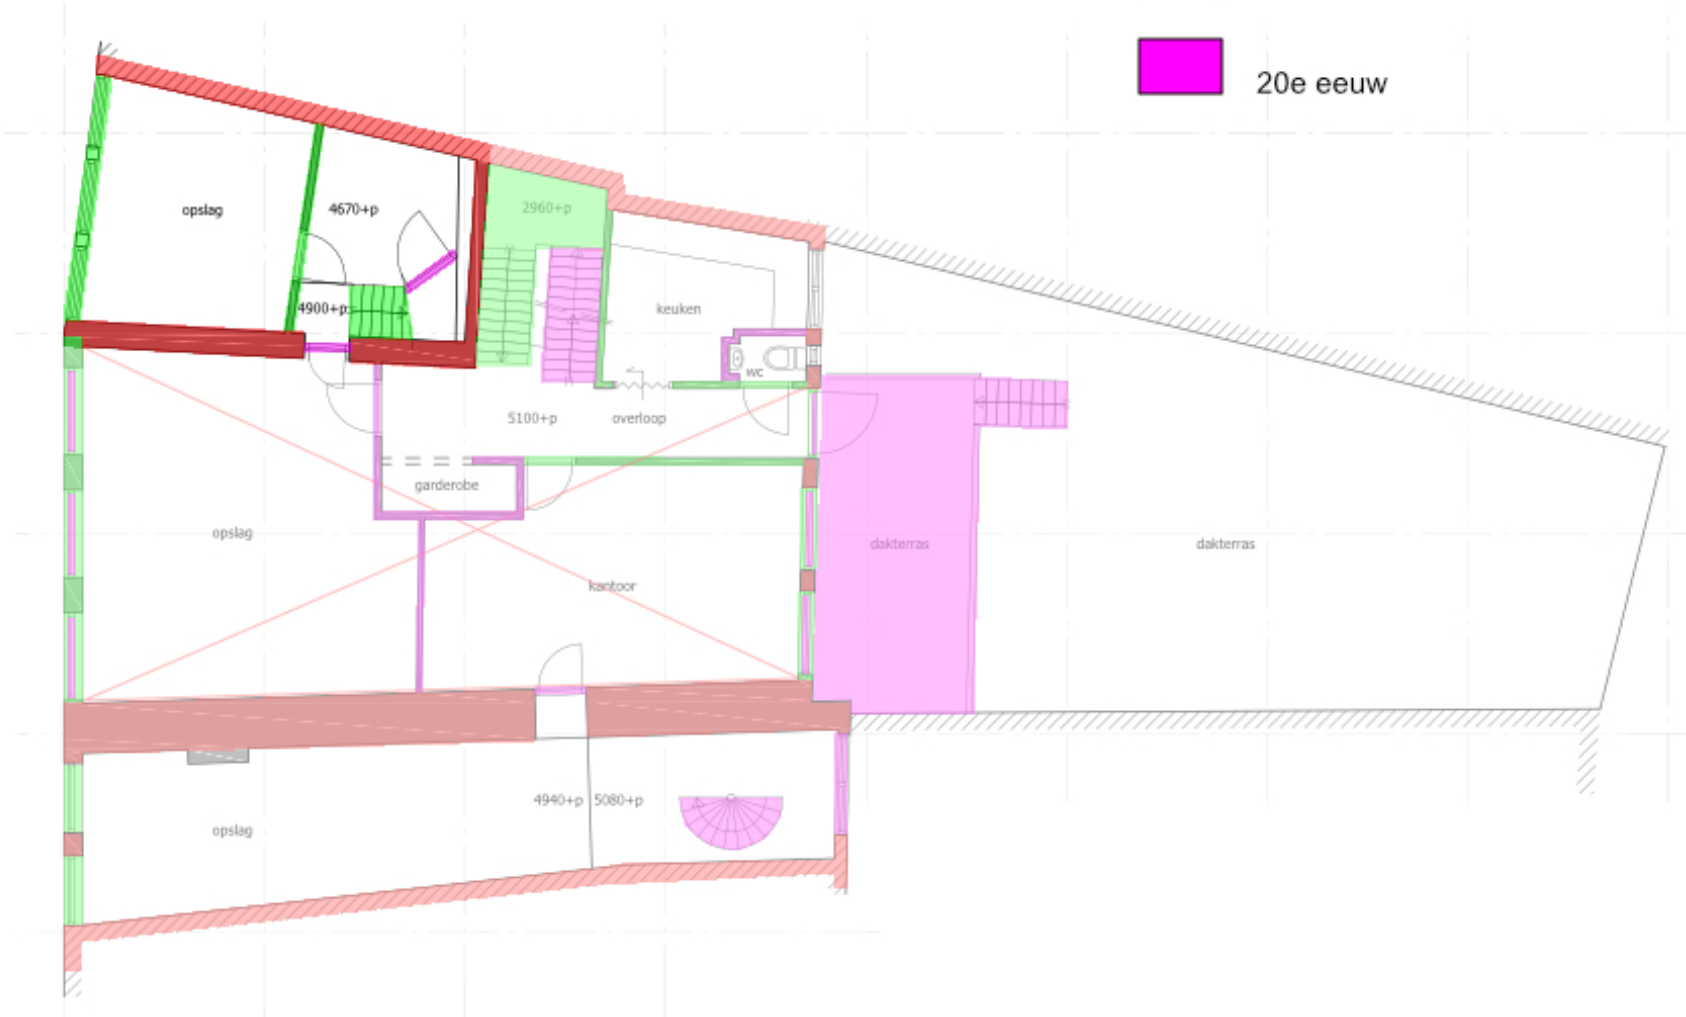 20e eeuw
opslag
4670+p
2960+p
4900+p
keuken
wc
5100+p
overloop
garderobe
opslag
kantoor
dakterras
dakterras
4940+p
5080+p
opslag